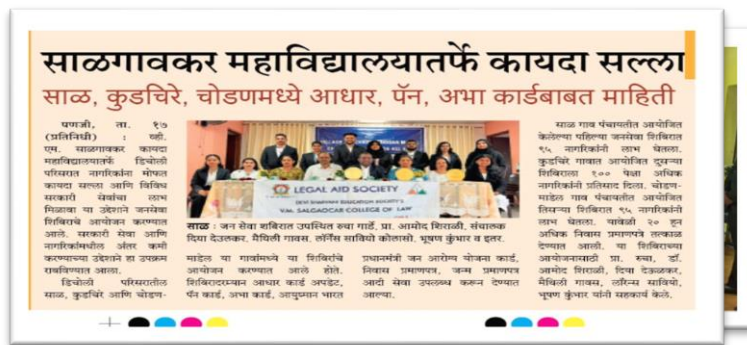 साळगावकर महाविद्यालयातर्फे कायदा सल्ला
साळ, कुडचिरे, चोडणमध्ये आधार, पॅन, अभा कार्डबाबत माहिती
पणजी, ता. १७
(प्रतिनिधी) : व्ही.
एम. साळगावकर कायदा
महाविद्यालयातर्फे डिचोली
परिसरात नागरिकांना मोफत
कायदा सल्ला आणि विविध
सरकारी सेवांचा लाभ
मिळावा या उद्देशाने जनसेवा
शिबिराचे आयोजन करण्यात
आले. सरकारी सेवा आणि
नागरिकांमधील अंतर कमी
करण्याच्या उद्देशाने हा उपक्रम
राबविण्यात आला.
डिचोली परिसरातील
साळ, कुडचिरे आणि चोडण-
LEGAL AID SOCIETY
DEVI SHARVANI EDUCATION SOCIETY'S
V.M. SALGAOCAR COLLEGE OF LAW
साळ : जन सेवा शबिरात उपस्थित रुचा गार्डे, प्रा. आमोद शिराळी, संचालक
दिया देउलकर, मैथिली गावस, लॉर्नेस सावियो कोलासो, भूषण कुंभार व इतर.
माडेल या गावांमध्ये या शिबिरांचे
आयोजन करण्यात आले होते.
शिबिरादरम्यान आधार कार्ड अपडेट,
पॅन कार्ड, अभा कार्ड, आयुष्मान भारत
प्रधानमंत्री जन आरोग्य योजना कार्ड,
निवास प्रमाणपत्र, जन्म प्रमाणपत्र
आदी सेवा उपलब्ध करून देण्यात
आल्या.
साळ गाव पंचायतीत आयोजित
केलेल्या पहिल्या जनसेवा शिबिरात
९५ नागरिकांनी लाभ घेतला.
कुडचिरे गावात आयोजित दुसऱ्या
शिबिराला १०० पेक्षा अधिक
नागरिकांनी प्रतिसाद दिला. चोडण-
माडेल गाव पंचायतीत आयोजित
तिसऱ्या शिबिरात ९५ नागरिकांनी
लाभ घेतला. यावेळी २० हून
अधिक निवास प्रमाणपत्रे तत्काळ
देण्यात आली. या शिबिराच्या
आयोजनासाठी प्रा. रुचा, डॉ.
आमोद शिराळी, दिया देऊळकर,
मैथिली गावस, लॉरेन्स सावियो,
भूषण कुंभार यांनी सहकार्य केले.